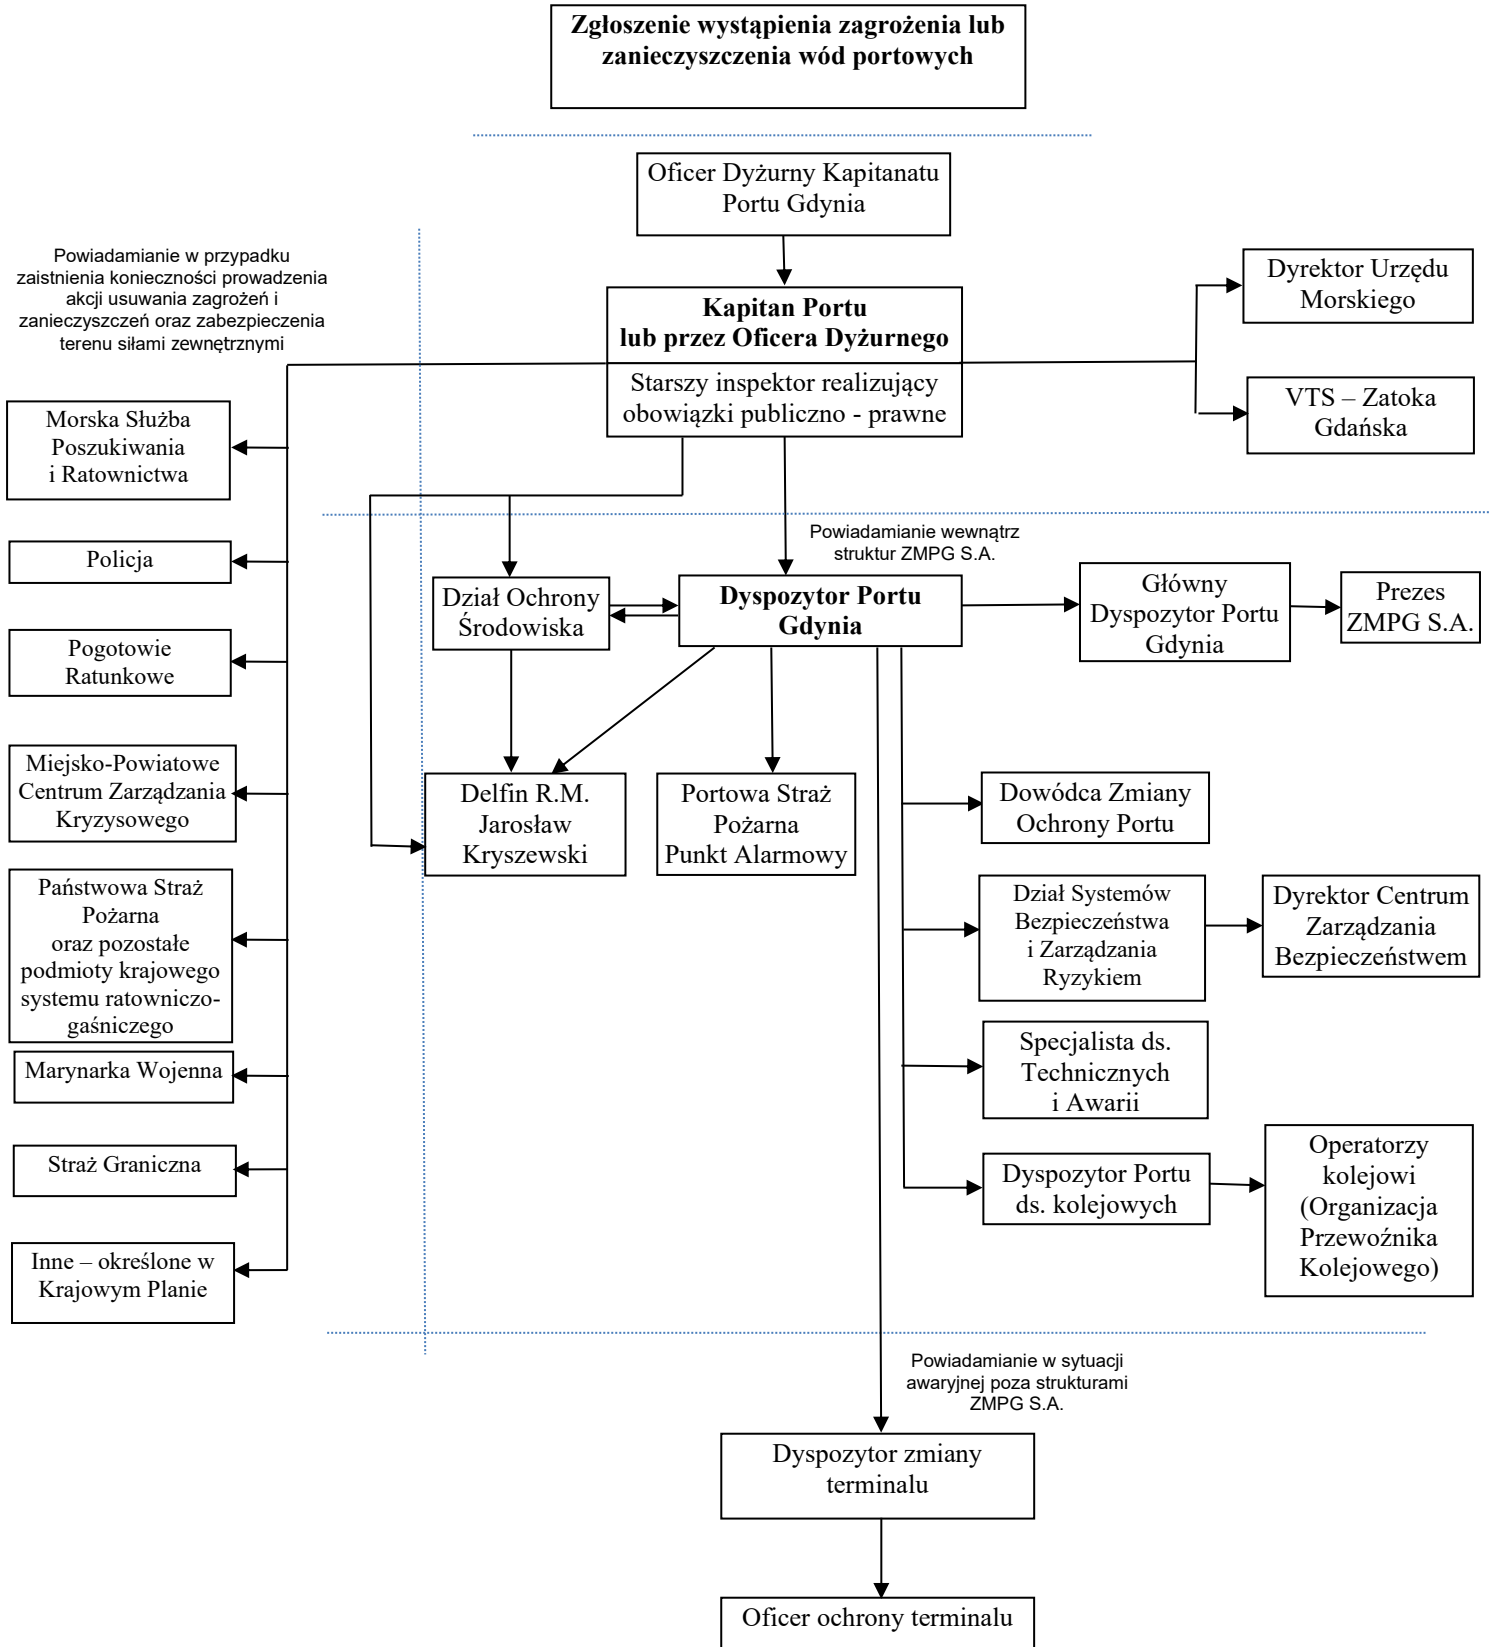 Zgłoszenie wystąpienia zagrożenia lub
zanieczyszczenia wód portowych
Oficer Dyżurny Kapitanatu
Portu Gdynia
Powiadamianie w przypadku
zaistnienia konieczności prowadzenia
akcji usuwania zagrożeń i
zanieczyszczeń oraz zabezpieczenia
terenu siłami zewnętrznymi
Kapitan Portu
lub przez Oficera Dyżurnego
Starszy inspektor realizujący
obowiązki publiczno - prawne
Dyrektor Urzędu
Morskiego
VTS – Zatoka
Gdańska
Morska Służba
Poszukiwania
i Ratownictwa
Policja
Pogotowie
Ratunkowe
Miejsko-Powiatowe
Centrum Zarządzania
Kryzysowego
Państwowa Straż
Pożarna
oraz pozostałe
podmioty krajowego
systemu ratowniczo-
gaśniczego
Marynarka Wojenna
Straż Graniczna
Inne – określone w
Krajowym Planie
Powiadamianie wewnątrz
struktur ZMPG S.A.
Dział Ochrony
Środowiska
Dyspozytor Portu
Gdynia
Główny
Dyspozytor Portu
Gdynia
Prezes
ZMPG S.A.
Delfin R.M.
Jarosław
Kryszewski
Portowa Straż
Pożarna
Punkt Alarmowy
Dowódca Zmiany
Ochrony Portu
Dział Systemów
Bezpieczeństwa
i Zarządzania
Ryzykiem
Dyrektor Centrum
Zarządzania
Bezpieczeństwem
Specjalista ds.
Technicznych
i Awarii
Dyspozytor Portu
ds. kolejowych
Operatorzy
kolejowi
(Organizacja
Przewoźnika
Kolejowego)
Powiadamianie w sytuacji
awaryjnej poza strukturami
ZMPG S.A.
Dyspozytor zmiany
terminalu
Oficer ochrony terminalu